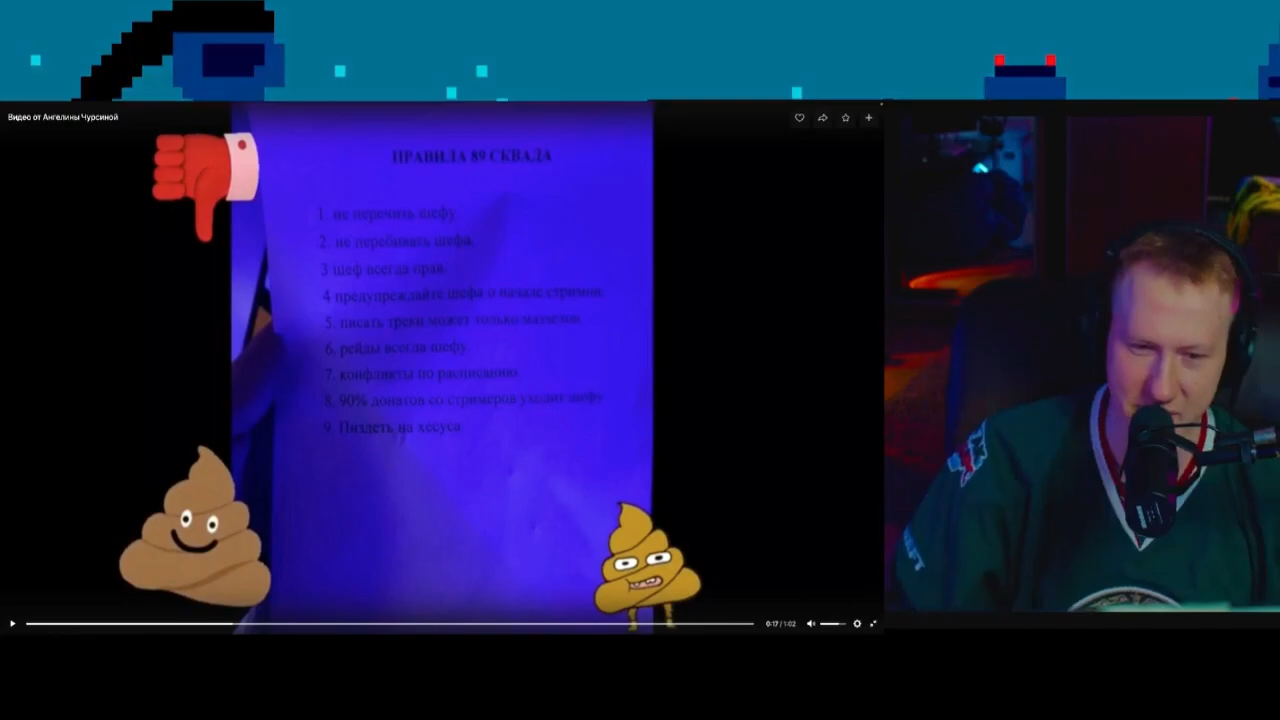 Видео от Ангелины Чурсиной
ПРАВИЛА 89 СКВАДА
1. не перечить шефу
2. не перебивать шефа.
3 шеф всегда прав.
4 предупреждайте шефа о начале стрима.
5. писать треки может только
6. рейды всегда шефу.
7. конфликты по расписанию.
8. 90% донатов со стримеров уходит шефу
9. Пиздеть на хесуса
0:17 / 1:02